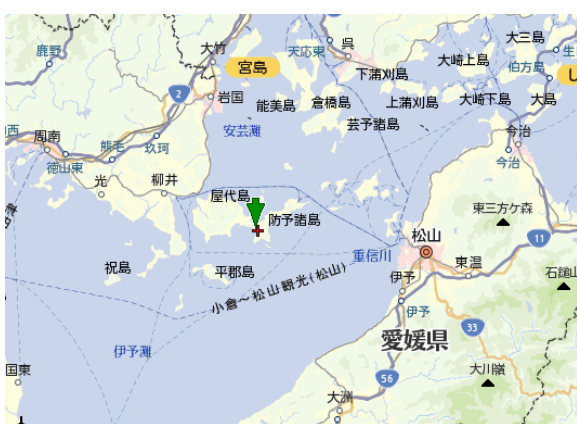 大三島
鹿野
大竹
天応東
呉
生
宮島
下蒲刈島
大崎上島
伯方島
2
岩国
能美島
倉橋島
上蒲刈島
大崎下島
大島
周南
熊毛
玖珂
安芸灘
芸予諸島
今治
徳山東
今治
光
柳井
屋代島
防予諸島
東三方ケ森
松山
11
重信川
東温
祝島
平郡島
伊予
石鎚山
小倉～松山観光(松山)
伊予
33
愛媛県
伊予灘
国東
56
大川嶺
大洲